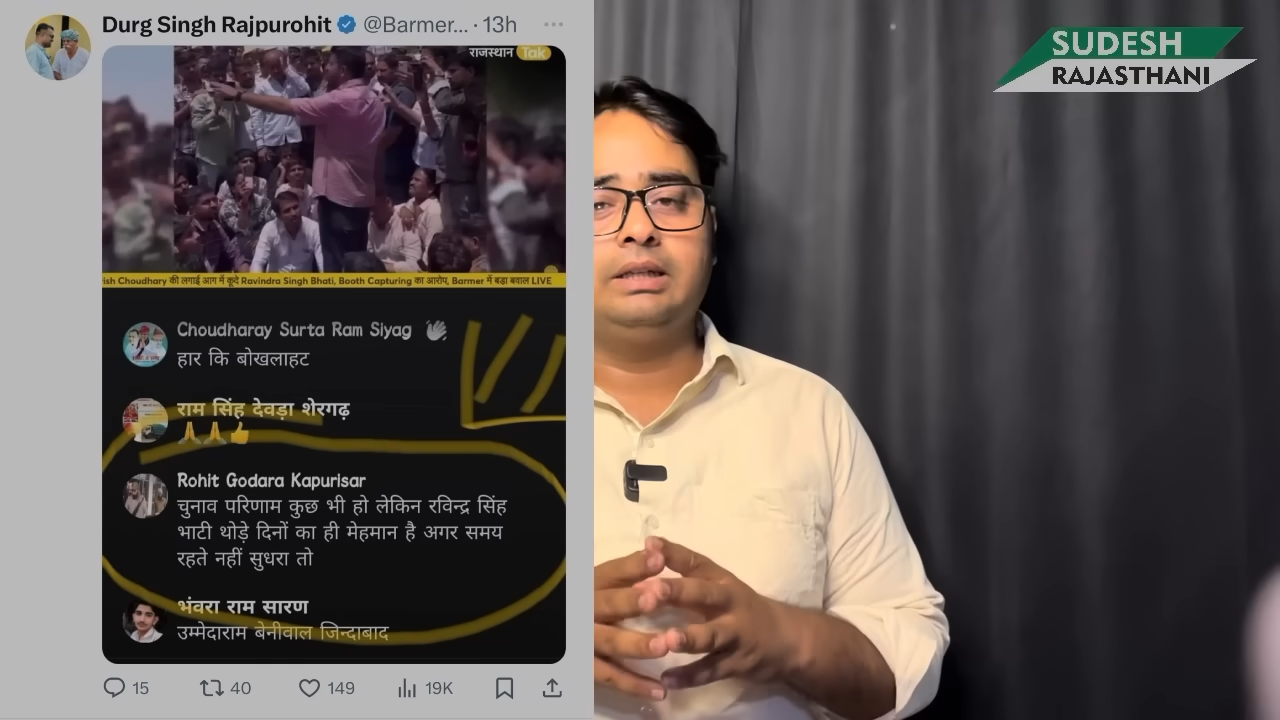 Durg Singh Rajpurohit @Barmer... · 13h
राजस्थान Tak
ish Choudhary की लगाई आग में कूदे Ravindra Singh Bhati, Booth Capturing का आरोप, Barmer में बड़ा बवाल LIVE
Choudharay Surta Ram Siyag
हार कि बोखलाहट
राम सिंह देवड़ा शेरगढ़
🙏🙏👍
Rohit Godara Kapurisar
चुनाव परिणाम कुछ भी हो लेकिन रविन्द्र सिंह
भाटी थोड़े दिनों का ही मेहमान है अगर समय
रहते नहीं सुधरा तो
भंवरा राम सारण
उम्मेदाराम बेनीवाल जिन्दाबाद
15 40 149 19K
SUDESH
RAJASTHANI